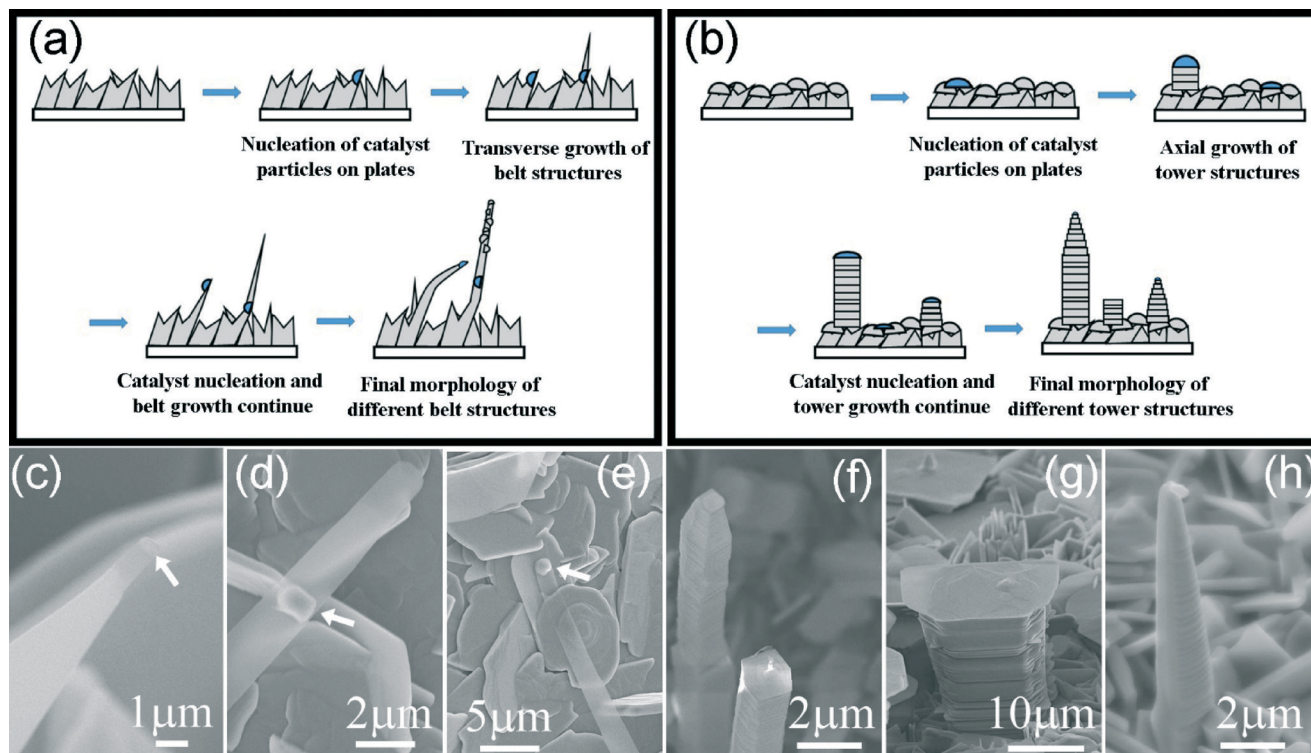 (a)
Nucleation of catalyst
particles on plates
Transverse growth of
belt structures
Catalyst nucleation and
belt growth continue
Final morphology of
different belt structures
(b)
Nucleation of catalyst
particles on plates
Axial growth of
tower structures
Catalyst nucleation and
tower growth continue
Final morphology of
different tower structures
(c)
1μm
(d)
2μm
(e)
5μm
(f)
2μm
(g)
10μm
(h)
2μm